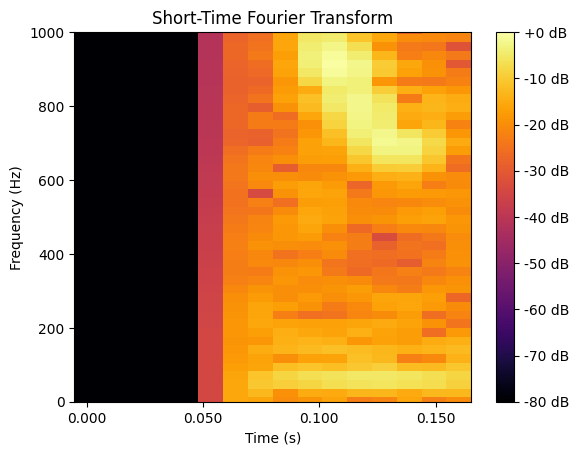 Short-Time Fourier Transform
Frequency (Hz)
1000
800
600
400
200
0
0.000
0.050
0.100
0.150
Time (s)
+0 dB
-10 dB
-20 dB
-30 dB
-40 dB
-50 dB
-60 dB
-70 dB
-80 dB